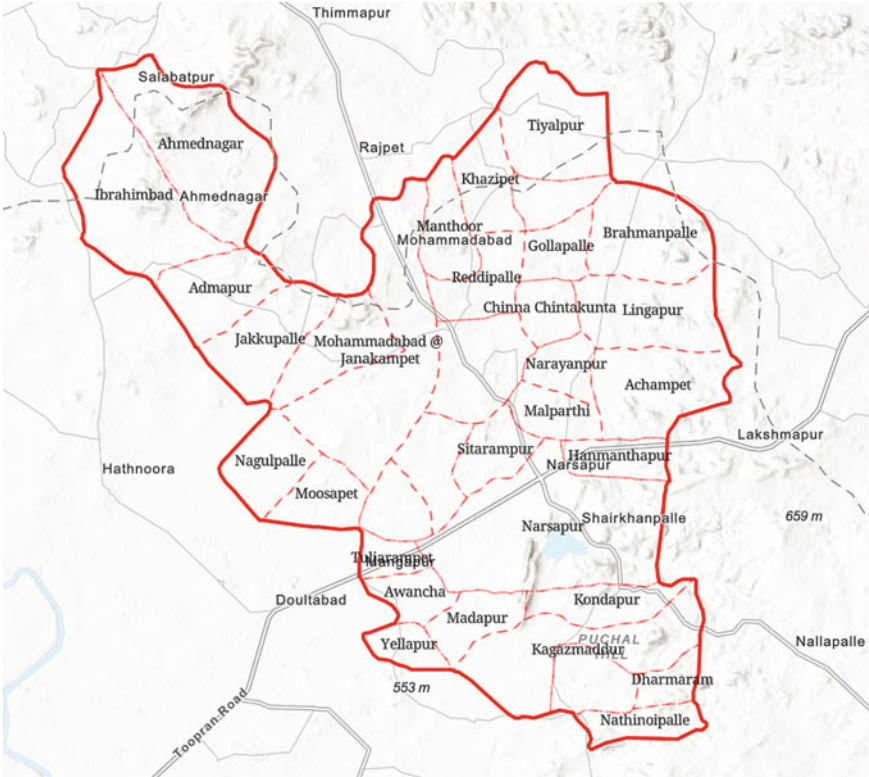 Thimmapur
Salabatpur
Tiyalpur
Ahmednagar
Rajpet
Khazipet
Ibrahimbad
Ahmednagar
Manthoor
Mohammadabad
Gollapalle
Brahmanpalle
Reddipalle
Admapur
Chinna Chintakunta
Lingapur
Jakkupalle
Mohammadabad @
Janakampet
Narayanpur
Achampet
Malparthi
Lakshmapur
Sitarampur
Hanmanthapur
Nagulpalle
Narsapur
Hathnoora
Moosapet
659 m
Shairkhanpalle
Narsapur
Tuljarampet
Mangapur
Awancha
Doultabad
Kondapur
Madapur
Yellapur
PUCHAL
HILL
Nallapalle
Kagazmaddur
Dharmaram
553 m
Nathinoipalle
Toopran Road